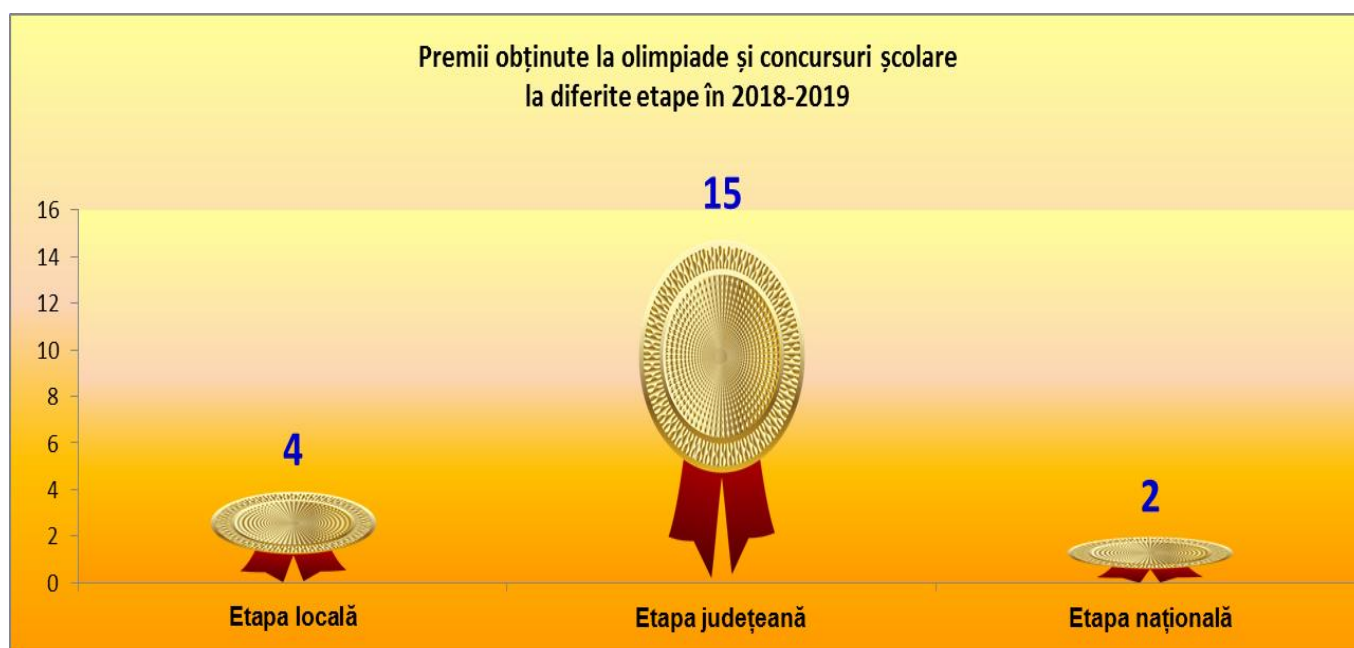 Premii obținute la olimpiade și concursuri școlare
la diferite etape în 2018-2019
15
16
14
12
10
8
6
4
2
0
4
2
Etapa locală
Etapa județeană
Etapa națională